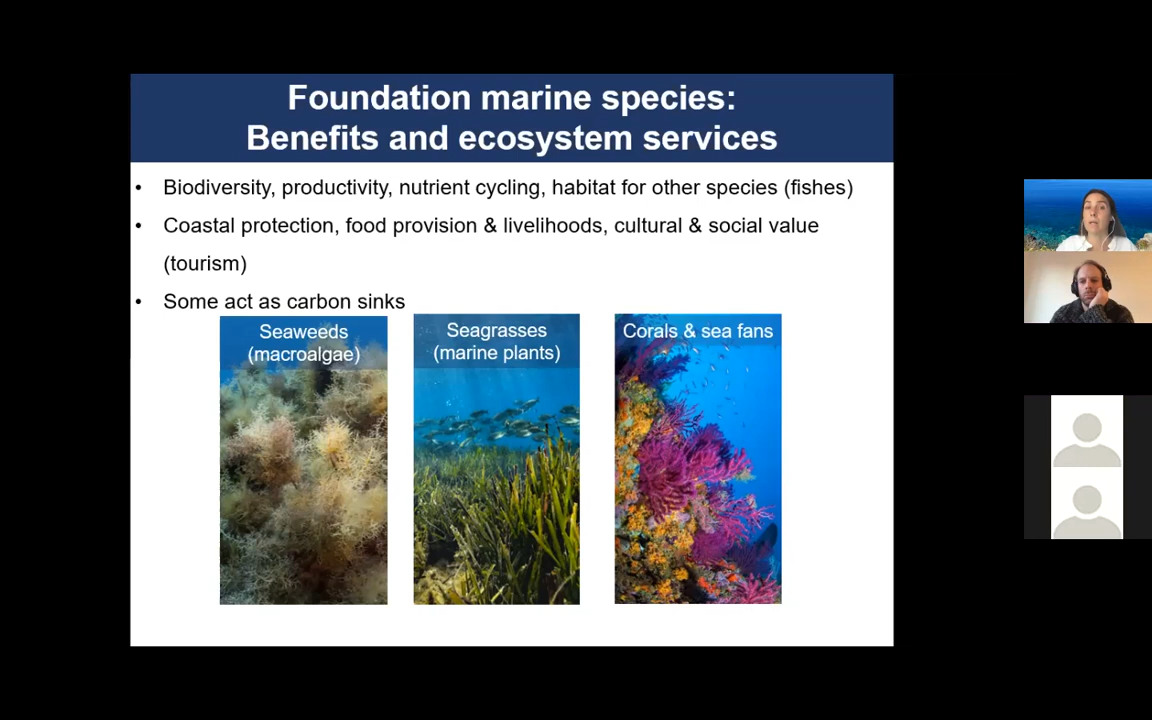 Foundation marine species:
Benefits and ecosystem services
• Biodiversity, productivity, nutrient cycling, habitat for other species (fishes)
• Coastal protection, food provision & livelihoods, cultural & social value
(tourism)
• Some act as carbon sinks
Seaweeds
(macroalgae)
Seagrasses
(marine plants)
Corals & sea fans